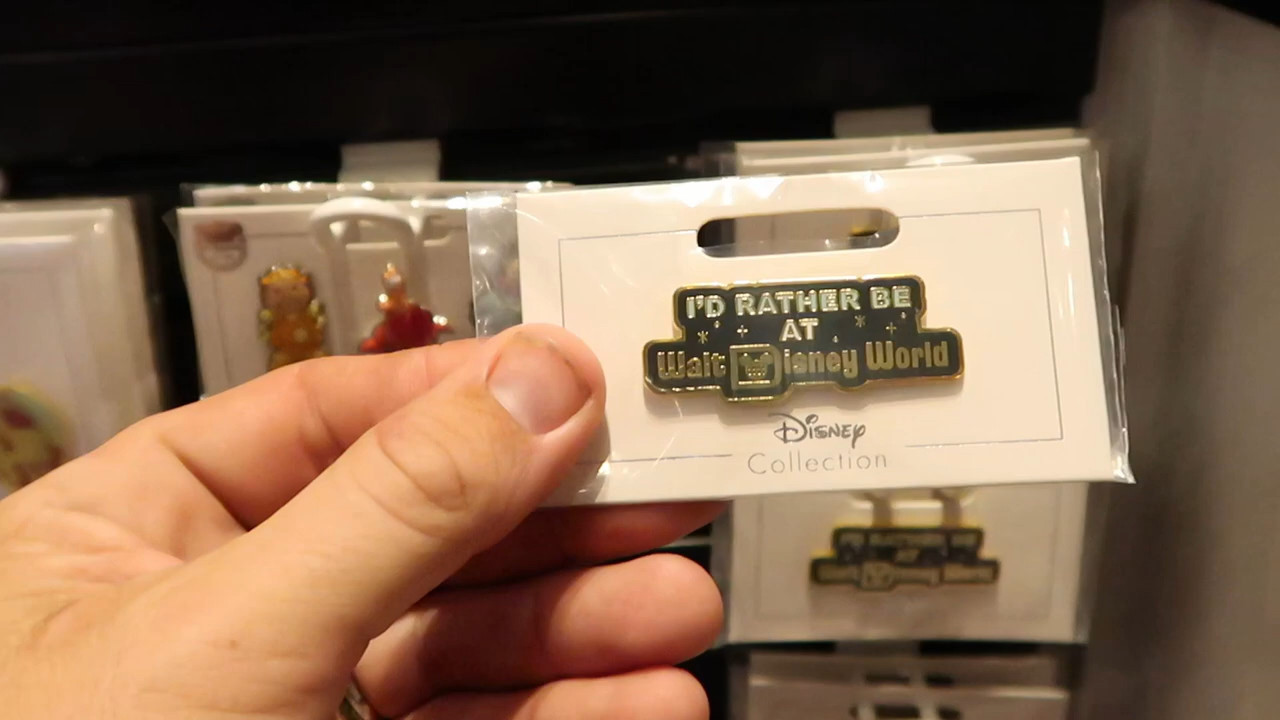 I'D RATHER BE
AT
Walt Disney World
Disney
Collection
I'D RATHER BE
AT
Walt Disney World